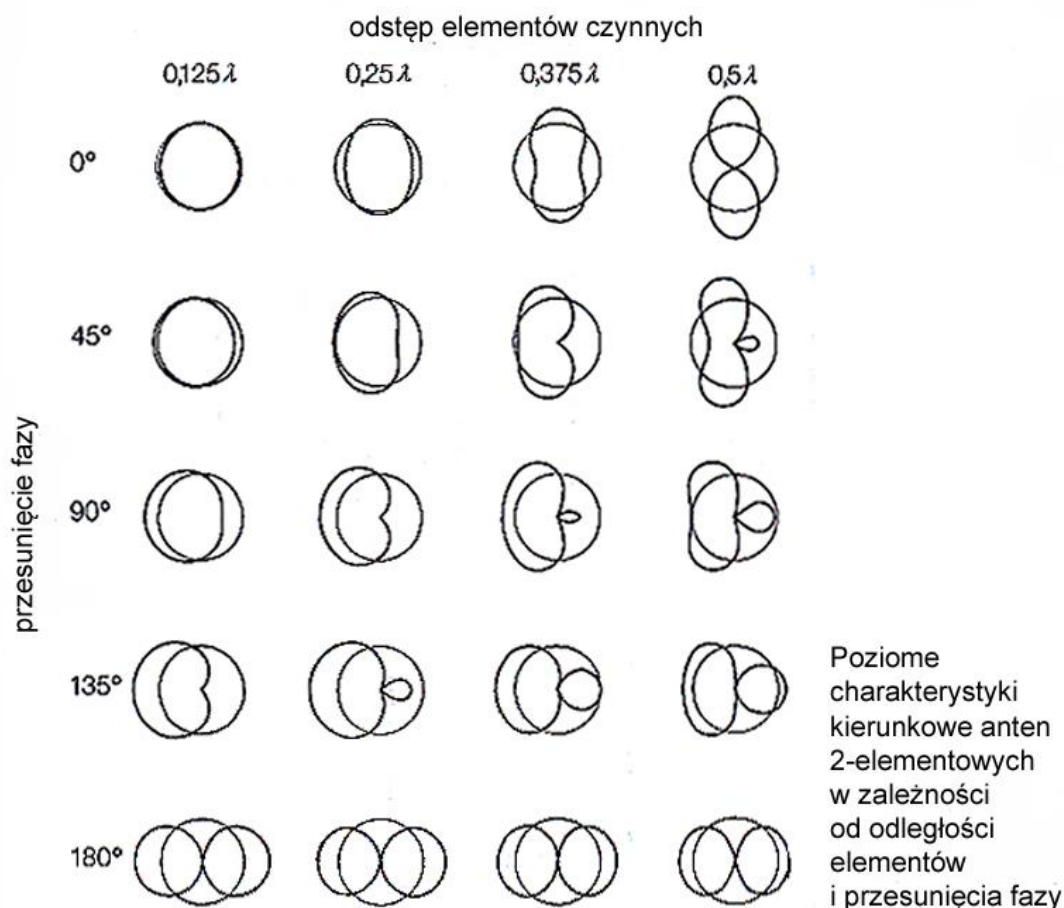 odstęp elementów czynnych
0,125λ 0,25λ 0,375λ 0,5λ
przesunięcie fazy
0°
45°
90°
135°
180°
Poziome
charakterystyki
kierunkowe anten
2-elementowych
w zależności
od odległości
elementów
i przesunięcia fazy